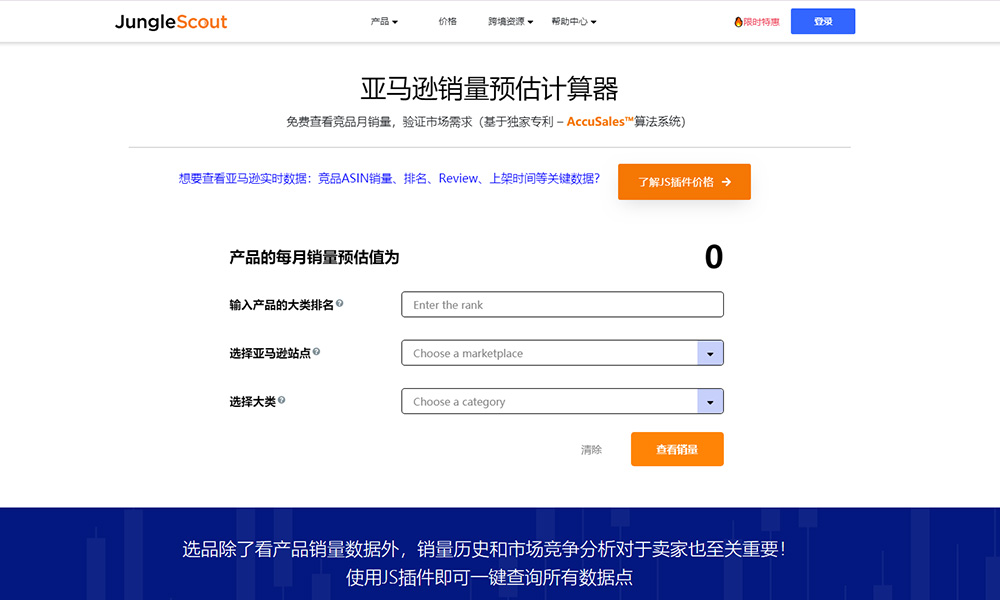 JungleScout 产品 价格 跨境资源 帮助中心 限时特惠 登录
亚马逊销量预估计算器
免费查看竞品月销量，验证市场需求（基于独家专利 – AccuSales™算法系统）
想要查看亚马逊实时数据：竞品ASIN销量、排名、Review、上架时间等关键数据？ 了解JS插件价格 →
产品的每月销量预估值为 0
输入产品的大类排名 ? Enter the rank
选择亚马逊站点 ? Choose a marketplace
选择大类 ? Choose a category
清除 查看销量
选品除了看产品销量数据外，销量历史和市场竞争分析对于卖家也至关重要！
使用JS插件即可一键查询所有数据点